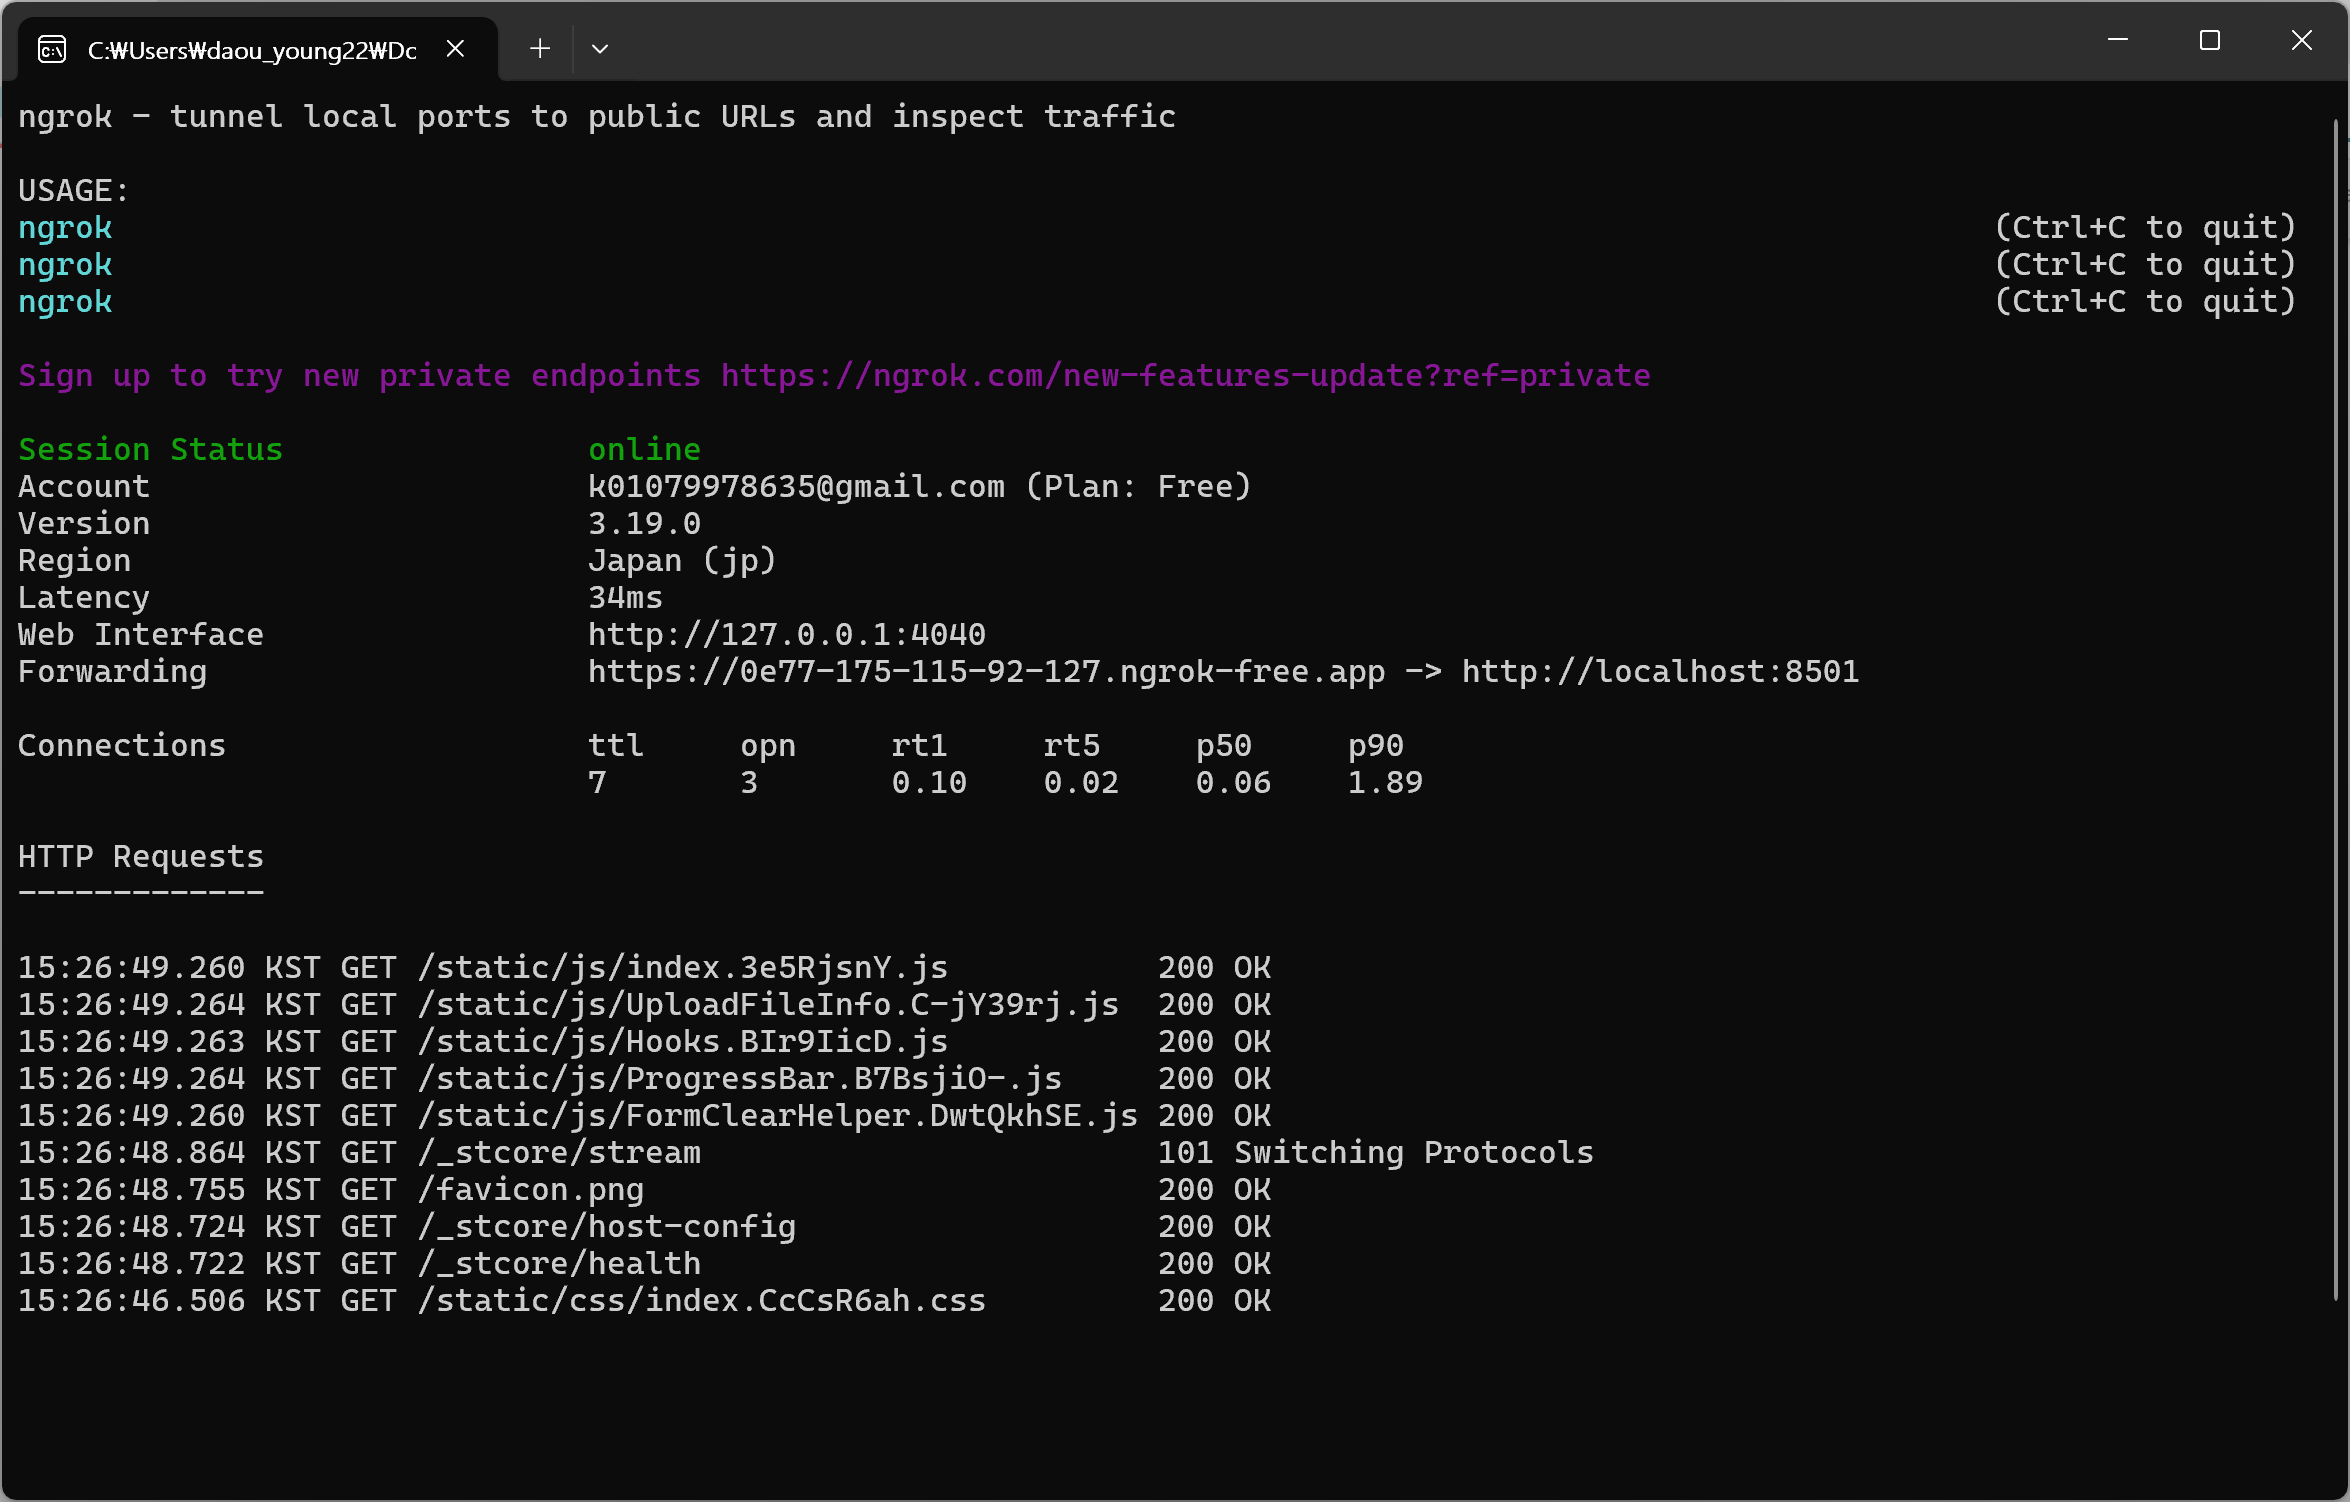 C:₩Users₩daou_young22₩Dc
ngrok - tunnel local ports to public URLs and inspect traffic
USAGE:
ngrok (Ctrl+C to quit)
ngrok (Ctrl+C to quit)
ngrok (Ctrl+C to quit)
Sign up to try new private endpoints https://ngrok.com/new-features-update?ref=private
Session Status online
Account k01079978635@gmail.com (Plan: Free)
Version 3.19.0
Region Japan (jp)
Latency 34ms
Web Interface http://127.0.0.1:4040
Forwarding https://0e77-175-115-92-127.ngrok-free.app -> http://localhost:8501
Connections ttl opn rt1 rt5 p50 p90
7 3 0.10 0.02 0.06 1.89
HTTP Requests
-------------
15:26:49.260 KST GET /static/js/index.3e5RjsnY.js 200 OK
15:26:49.264 KST GET /static/js/UploadFileInfo.C-jY39rj.js 200 OK
15:26:49.263 KST GET /static/js/Hooks.BIr9IicD.js 200 OK
15:26:49.264 KST GET /static/js/ProgressBar.B7BsjiO-.js 200 OK
15:26:49.260 KST GET /static/js/FormClearHelper.DwtQkhSE.js 200 OK
15:26:48.864 KST GET /_stcore/stream 101 Switching Protocols
15:26:48.755 KST GET /favicon.png 200 OK
15:26:48.724 KST GET /_stcore/host-config 200 OK
15:26:48.722 KST GET /_stcore/health 200 OK
15:26:46.506 KST GET /static/css/index.CcCsR6ah.css 200 OK